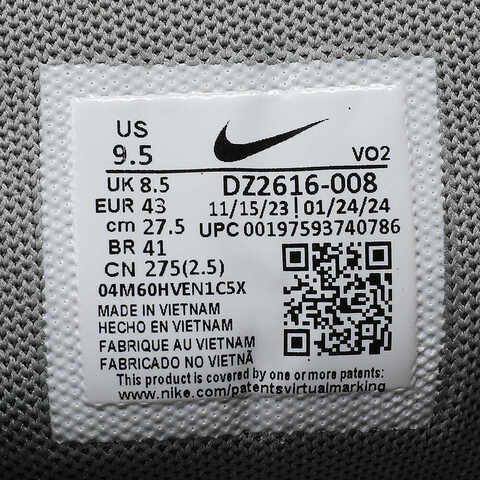 US
9.5
VO2
UK 8.5
DZ2616-008
EUR 43
11/15/23 | 01/24/24
cm 27.5
UPC 00197593740786
BR 41
CN 275(2.5)
04M60HVEN1C5X
MADE IN VIETNAM
HECHO EN VIETNAM
FABRIQUE AU VIETNAM
FABRICADO NO VIETNÃ
This product is covered by one or more patents:
www.nike.com/patentsvirtualmarking